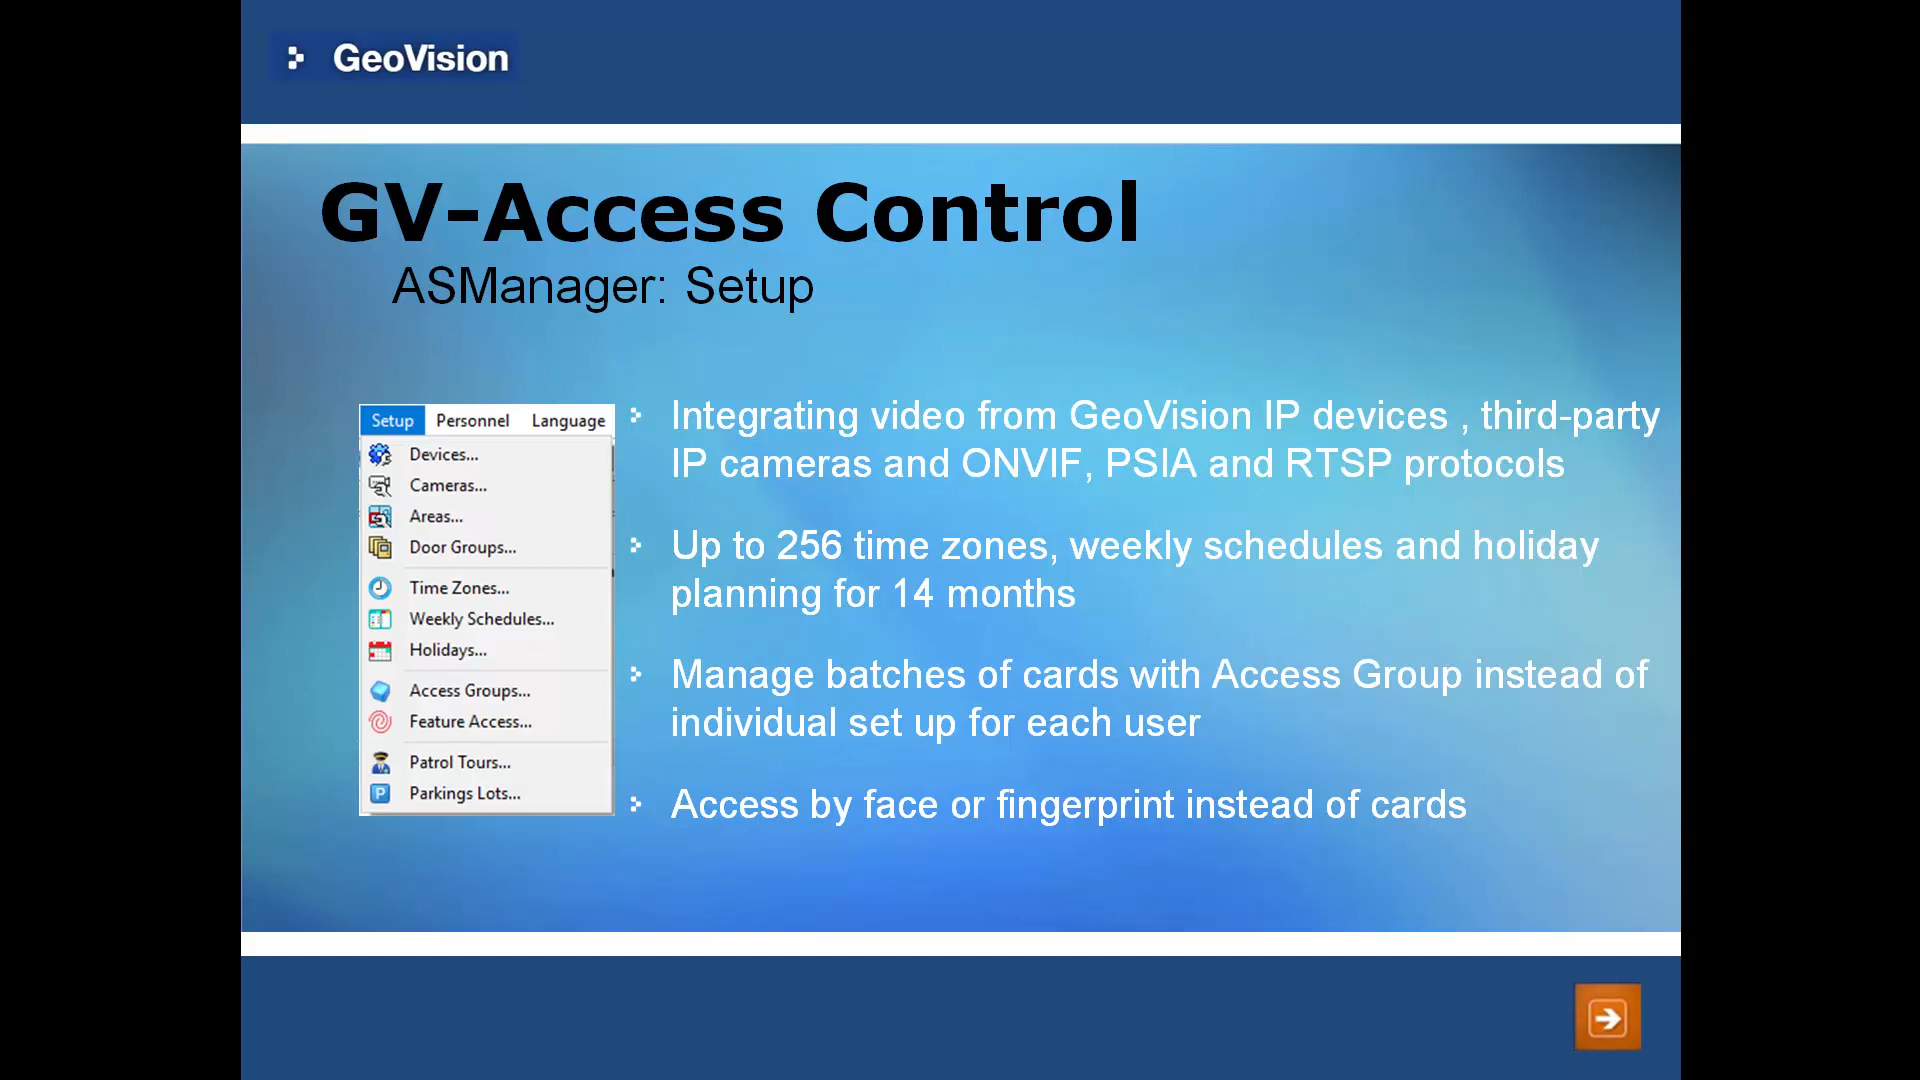 GeoVision
GV-Access Control
ASManager: Setup
Setup Personnel Language
Devices...
Cameras...
Areas...
Door Groups...
Time Zones...
Weekly Schedules...
Holidays...
Access Groups...
Feature Access...
Patrol Tours...
P Parkings Lots...
Integrating video from GeoVision IP devices , third-party
IP cameras and ONVIF, PSIA and RTSP protocols
Up to 256 time zones, weekly schedules and holiday
planning for 14 months
Manage batches of cards with Access Group instead of
individual set up for each user
Access by face or fingerprint instead of cards